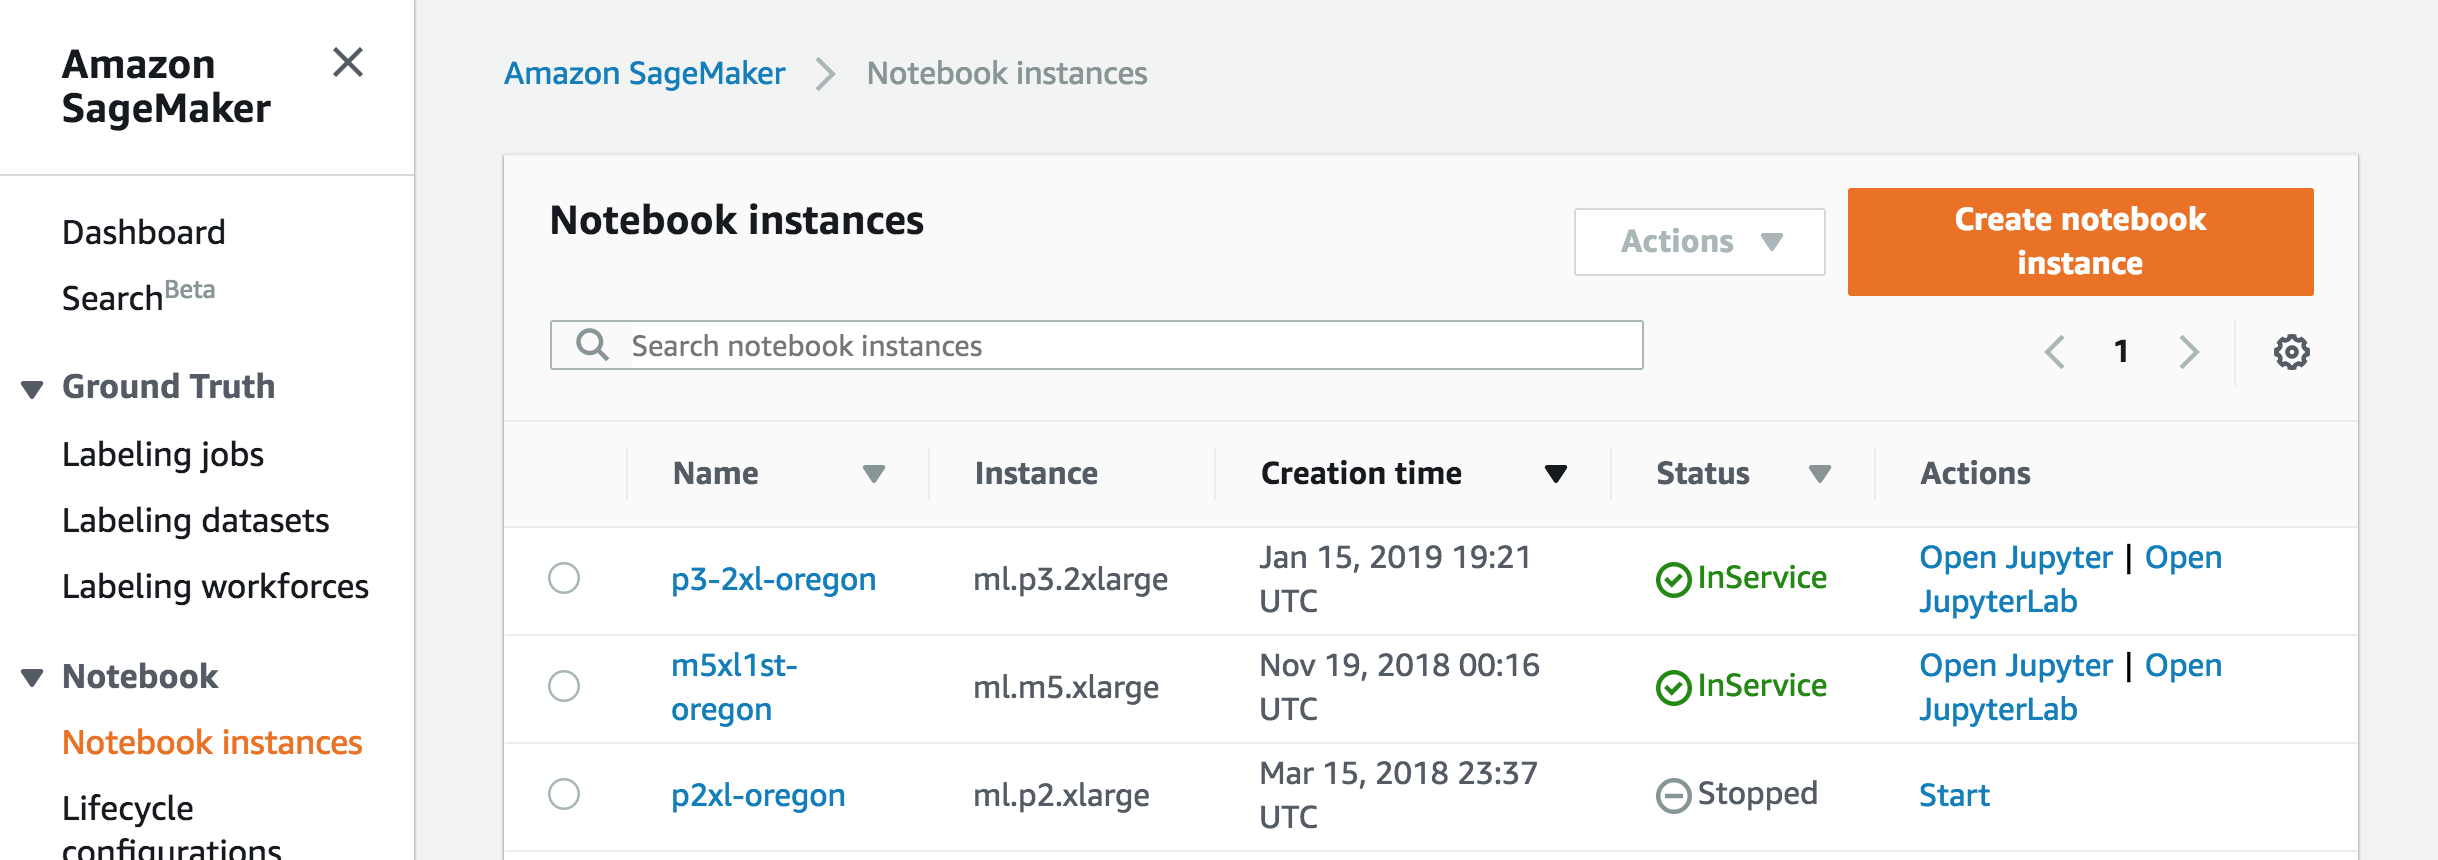 Amazon
SageMaker
Dashboard
Search Beta
Ground Truth
Labeling jobs
Labeling datasets
Labeling workforces
Notebook
Notebook instances
Lifecycle
configurations
Amazon SageMaker
Notebook instances
Notebook instances
Actions
Create notebook
instance
Search notebook instances
1
Name
Instance
Creation time
Status
Actions
p3-2xl-oregon
ml.p3.2xlarge
Jan 15, 2019 19:21
UTC
InService
Open Jupyter | Open
JupyterLab
m5xl1st-
oregon
ml.m5.xlarge
Nov 19, 2018 00:16
UTC
InService
Open Jupyter | Open
JupyterLab
p2xl-oregon
ml.p2.xlarge
Mar 15, 2018 23:37
UTC
Stopped
Start